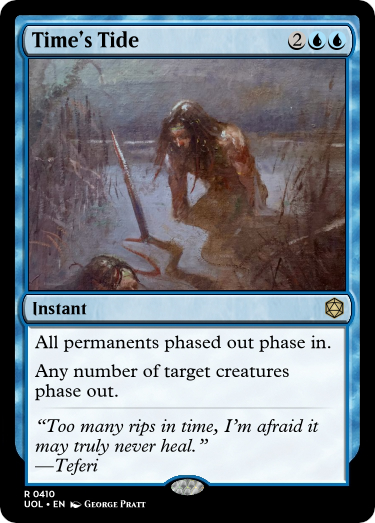 Time's Tide 2
Instant
All permanents phased out phase in.
Any number of target creatures
phase out.
“Too many rips in time, I'm afraid it
may truly never heal.”
—Teferi
R 0410
UOL • EN George Pratt